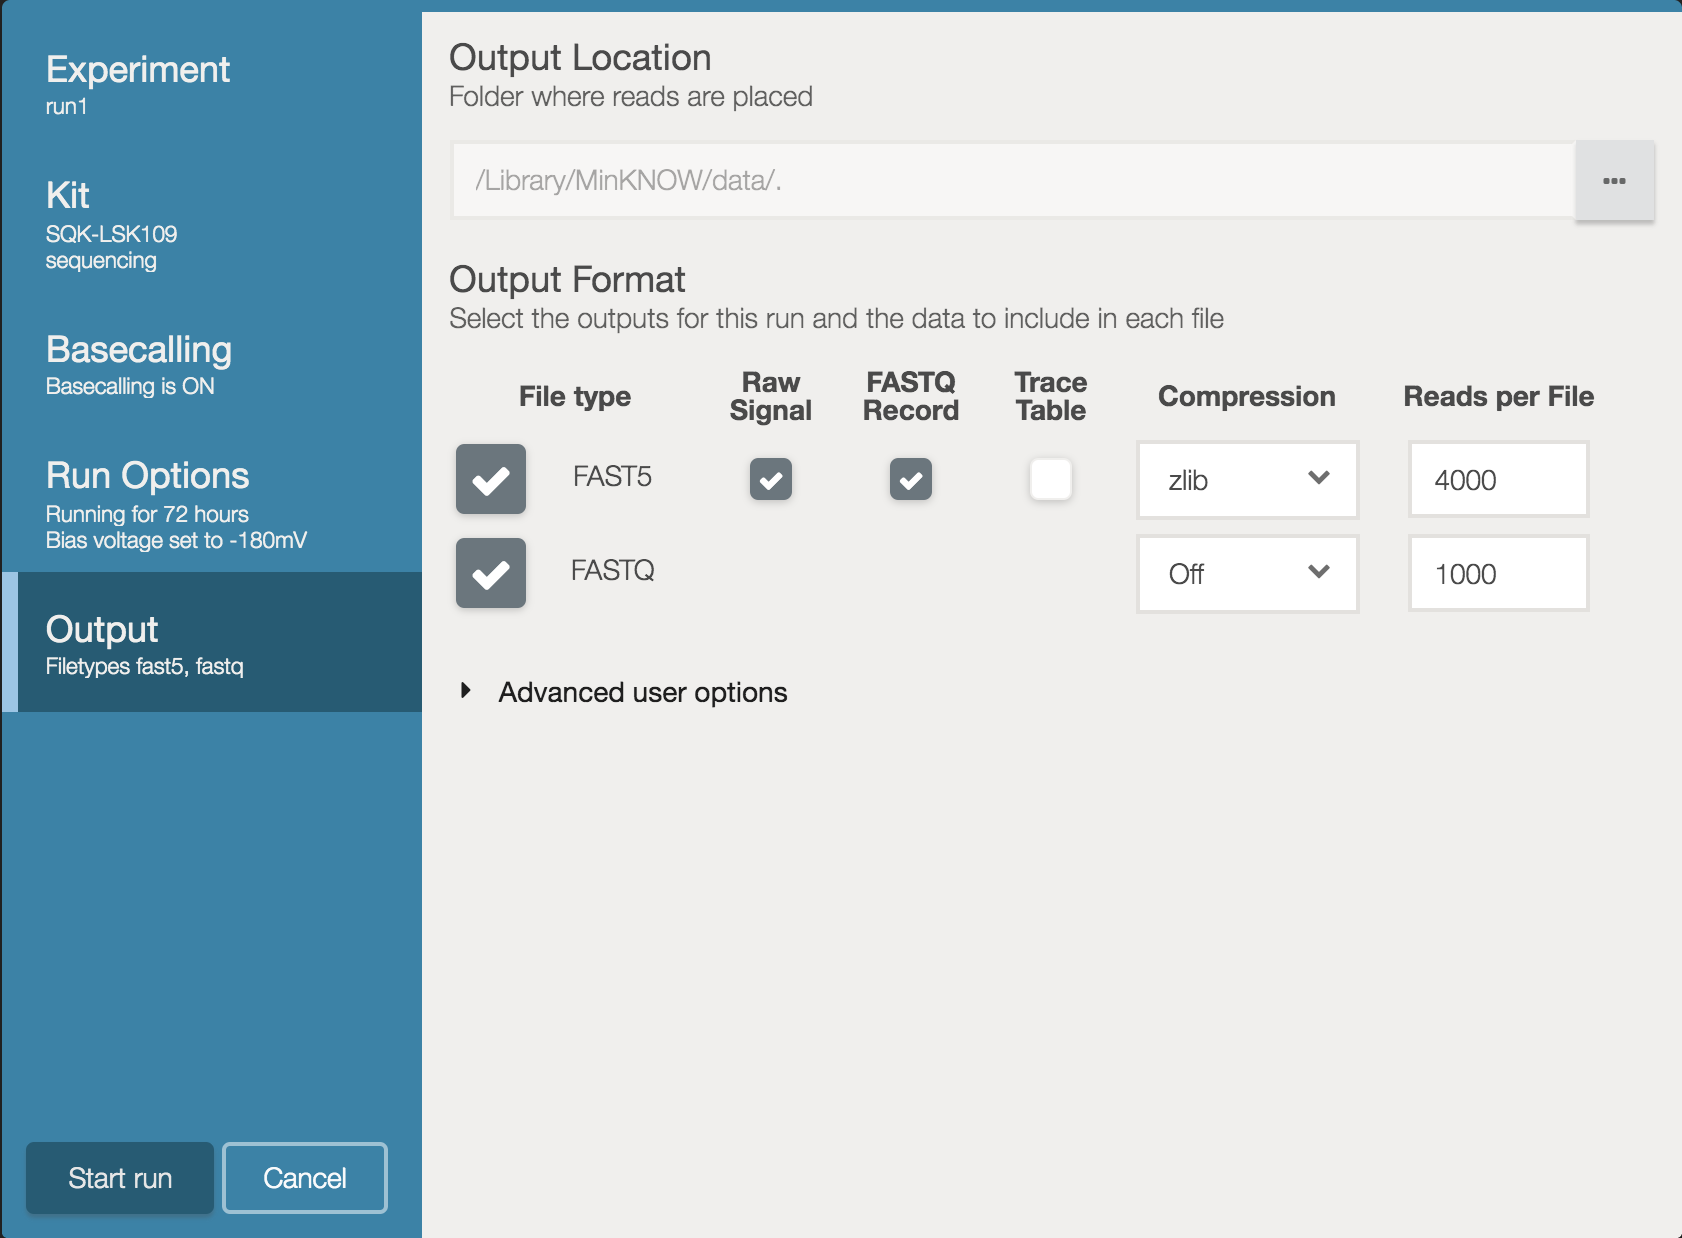 Experiment
run1
Kit
SQK-LSK109
sequencing
Basecalling
Basecalling is ON
Run Options
Running for 72 hours
Bias voltage set to -180mV
Output
Filetypes fast5, fastq
Start run
Cancel
Output Location
Folder where reads are placed
/Library/MinKNOW/data/.
...
Output Format
Select the outputs for this run and the data to include in each file
File type
Raw
Signal
FASTQ
Record
Trace
Table
Compression
Reads per File
FAST5
zlib
4000
FASTQ
Off
1000
Advanced user options